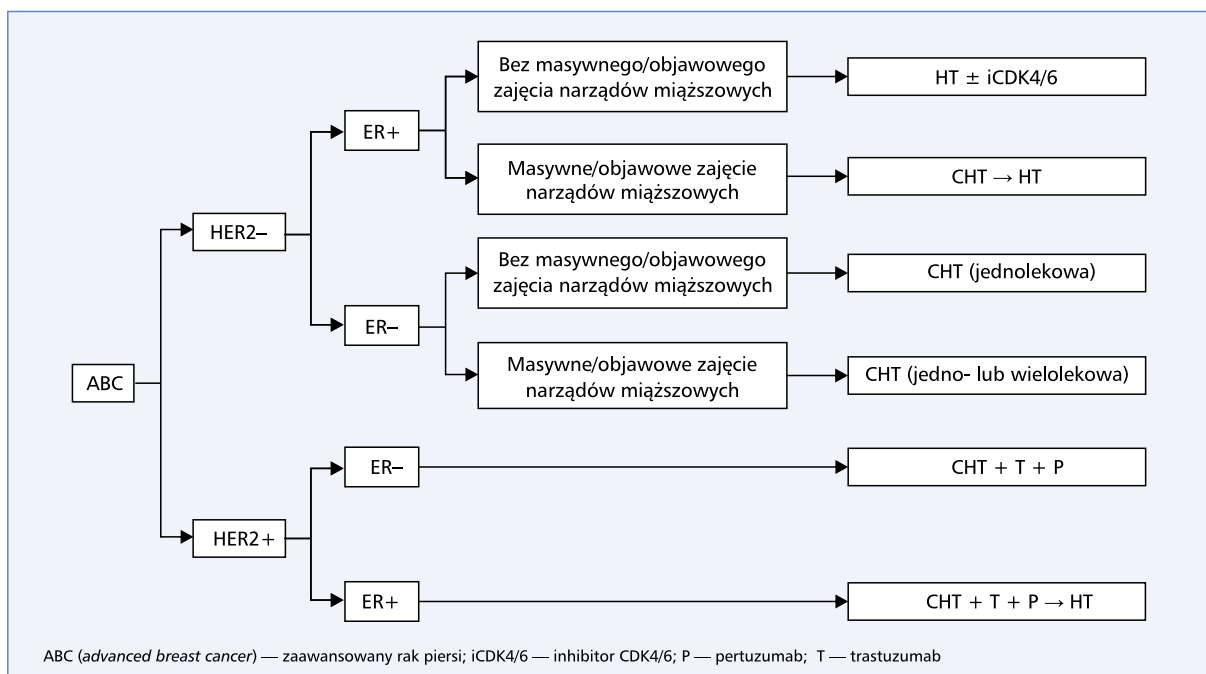 Bez masywnego/objawowego
zajęcia narządów miąższowych
HT ± iCDK4/6
ER+
Masywne/objawowe zajęcie
narządów miąższowych
CHT → HT
HER2–
Bez masywnego/objawowego
zajęcia narządów miąższowych
CHT (jednolekowa)
ER–
Masywne/objawowe zajęcie
narządów miąższowych
CHT (jedno- lub wielolekowa)
ABC
ER–
CHT + T + P
HER2+
ER+
CHT + T + P → HT
ABC (advanced breast cancer) — zaawansowany rak piersi; iCDK4/6 — inhibitor CDK4/6; P — pertuzumab; T — trastuzumab